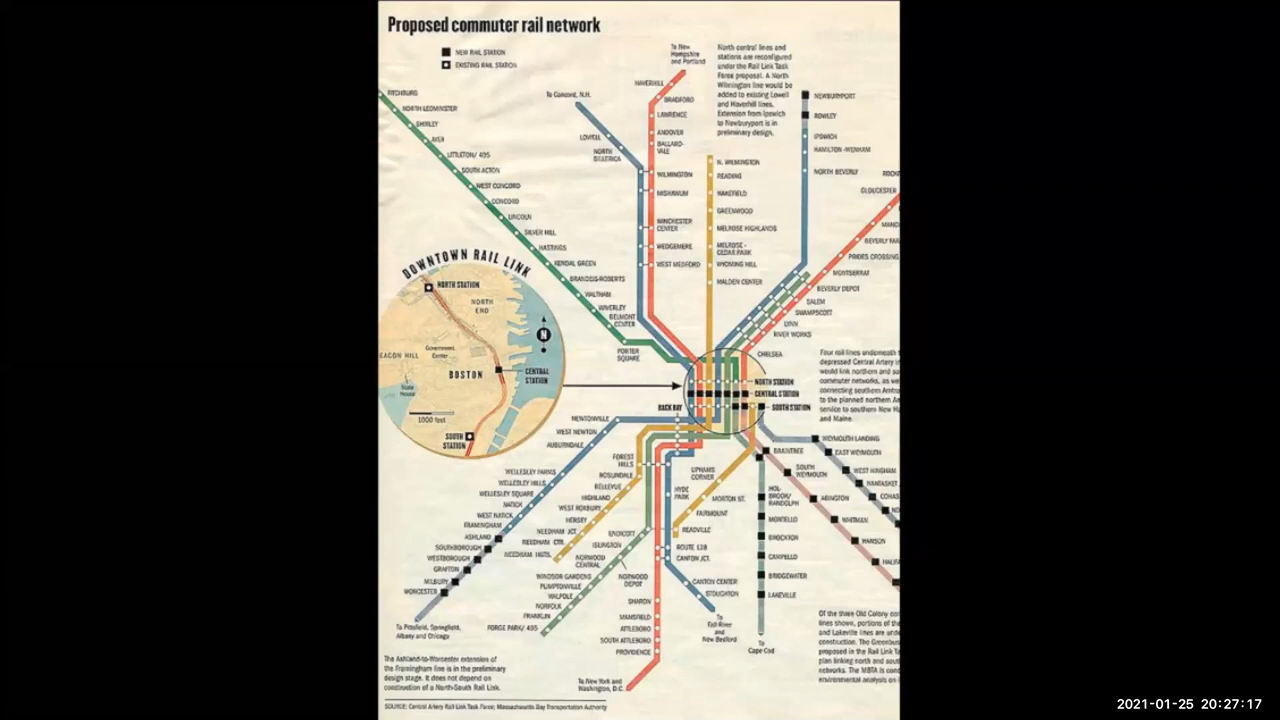 Proposed commuter rail network
NEW RAIL STATION
EXISTING RAIL STATION
To New
Hampshire
and Portland
North central lines and
stations are reconfigured
under the Rail Link Task
Force proposal. A North
Wilmington line would be
added to existing Lowell
and Haverhill lines.
Extension from Ipswich
to Newburyport is in
preliminary design.
FITCHBURG
NORTH LEOMINSTER
SHIRLEY
AYER
LITTLETON/ 495
SOUTH ACTON
WEST CONCORD
CONCORD
LINCOLN
SILVER HILL
HASTINGS
KENDAL GREEN
BRANDEIS-ROBERTS
WALTHAM
WAVERLEY
BELMONT
CENTER
PORTER
SQUARE
To Concord, N.H.
LOWELL
NORTH
BILLERICA
HAVERHILL
BRADFORD
LAWRENCE
ANDOVER
BALLARD-
VALE
WILMINGTON
MISHAWUM
WINCHESTER
CENTER
WEDGEMERE
WEST MEDFORD
N. WILMINGTON
READING
WAKEFIELD
GREENWOOD
MELROSE HIGHLANDS
MELROSE -
CEDAR PARK
WYOMING HILL
MALDEN CENTER
NEWBURYPORT
ROWLEY
IPSWICH
HAMILTON -WENHAM
NORTH BEVERLY
ROCKP
GLOUCESTER
MANC
BEVERLY FAR
PRIDES CROSSING
MONTSERRAT
BEVERLY DEPOT
SALEM
SWAMPSCOTT
LYNN
RIVER WORKS
CHELSEA
DOWNTOWN RAIL LINK
NORTH STATION
NORTH
END
EACON HILL
Government
Center
State
House
BOSTON
CENTRAL
STATION
N
1000 feet
SOUTH
STATION
NORTH STATION
CENTRAL STATION
SOUTH STATION
BACK BAY
Four rail lines underneath t
depressed Central Artery
would link northern and so
commuter networks, as we
connecting southern Amtra
to the planned northern Am
service to southern New H
and Maine.
NEWTONVILLE
WEST NEWTON
AUBURNDALE
WELLESLEY FARMS
WELLESLEY HILLS
WELLESLEY SQUARE
NATICK
WEST NATICK
FRAMINGHAM
ASHLAND
SOUTHBOROUGH
WESTBOROUGH
GRAFTON
MILLBURY
WORCESTER
To Pittsfield, Springfield,
Albany and Chicago
FOREST
HILLS
ROSLINDALE
BELLEVUE
HIGHLAND
WEST ROXBURY
HERSEY
NEEDHAM JCT.
NEEDHAM CTR.
NEEDHAM HGTS.
ENDICOTT
ISLINGTON
NORWOOD
CENTRAL
NORWOOD
DEPOT
WINDSOR GARDENS
PLIMPTONVILLE
WALPOLE
NORFOLK
FRANKLIN
FORGE PARK/ 495
HYDE
PARK
UPHAMS
CORNER
MORTON ST.
FAIRMOUNT
READVILLE
ROUTE 128
CANTON JCT.
CANTON CENTER
STOUGHTON
To
Fall River
and
New Bedford
SHARON
MANSFIELD
ATTLEBORO
SOUTH ATTLEBORO
PROVIDENCE
To New York and
Washington, D.C.
BRAINTREE
HOL-
BROOK/
RANDOLPH
MONTELLO
BROCKTON
CAMPELLO
BRIDGEWATER
LAKEVILLE
To
Cape Cod
WEYMOUTH LANDING
EAST WEYMOUTH
WEST HINGHAM
NANTASKET
COHAS
SOUTH
WEYMOUTH
ABINGTON
WHITMAN
HANSON
HALIFA
Of the three Old Colony co
lines shown, portions of the
and Lakeville lines are unde
construction. The Greenbu
proposed in the Rail Link Ta
plan linking north and sout
networks. The MBTA is con
environmental analysis on
The Ashland-to-Worcester extension of
the Framingham line is in the preliminary
design stage. It does not depend on
construction of a North-South Rail Link.
SOURCE: Central Artery Rail Link Task Force; Massachusetts Bay Transportation Authority
2021-01-25 20:27:17